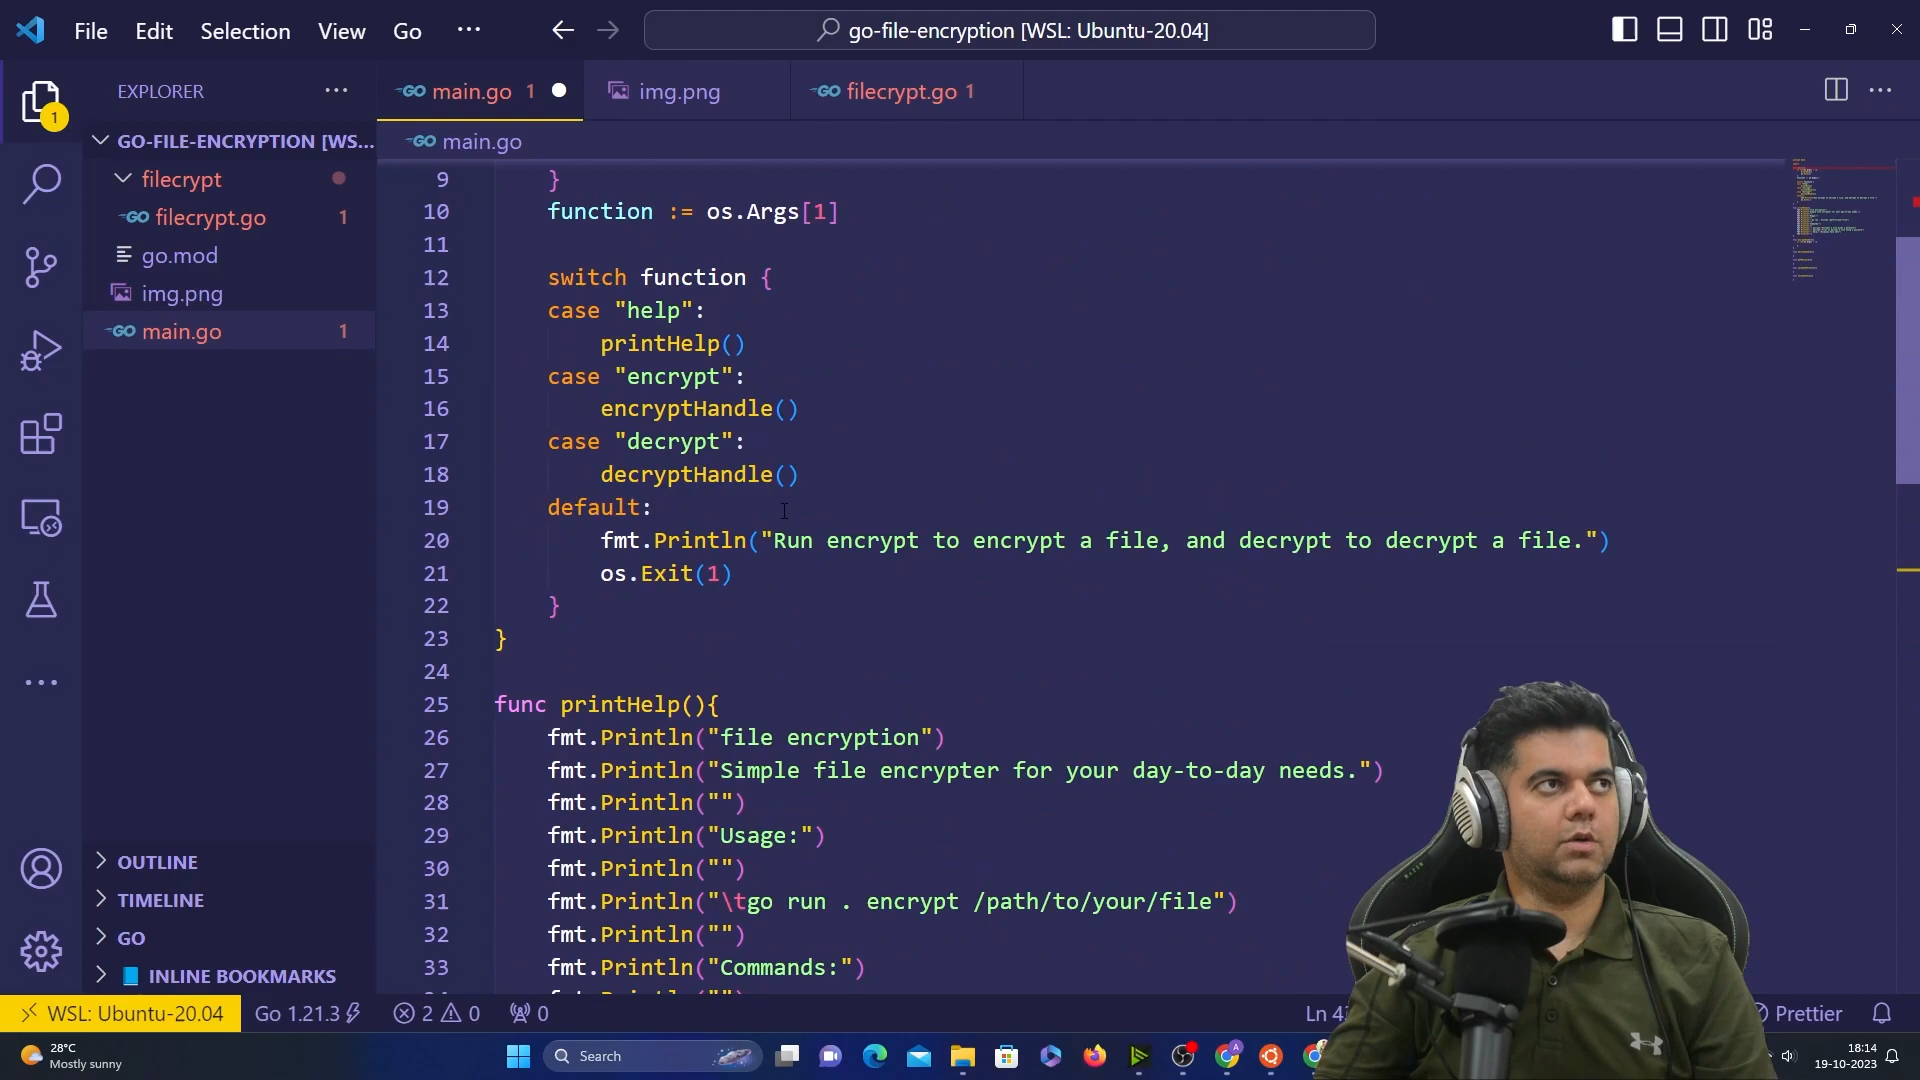 File Edit Selection View Go ··· go-file-encryption [WSL: Ubuntu-20.04]
EXPLORER
1
GO-FILE-ENCRYPTION [WS...
filecrypt
filecrypt.go 1
go.mod
img.png
main.go 1
OUTLINE
TIMELINE
GO
INLINE BOOKMARKS
main.go 1 img.png filecrypt.go 1
main.go
9 }
10 function := os.Args[1]
11
12 switch function {
13 case "help":
14 printHelp()
15 case "encrypt":
16 encryptHandle()
17 case "decrypt":
18 decryptHandle()
19 default:
20 fmt.Println("Run encrypt to encrypt a file, and decrypt to decrypt a file.")
21 os.Exit(1)
22 }
23 }
24
25 func printHelp(){
26 fmt.Println("file encryption")
27 fmt.Println("Simple file encrypter for your day-to-day needs.")
28 fmt.Println("")
29 fmt.Println("Usage:")
30 fmt.Println("")
31 fmt.Println("\tgo run . encrypt /path/to/your/file")
32 fmt.Println("")
33 fmt.Println("Commands:")
WSL: Ubuntu-20.04 Go 1.21.3 2 0 0 Ln Prettier
28°C
Mostly sunny
Search
18:14
19-10-2023